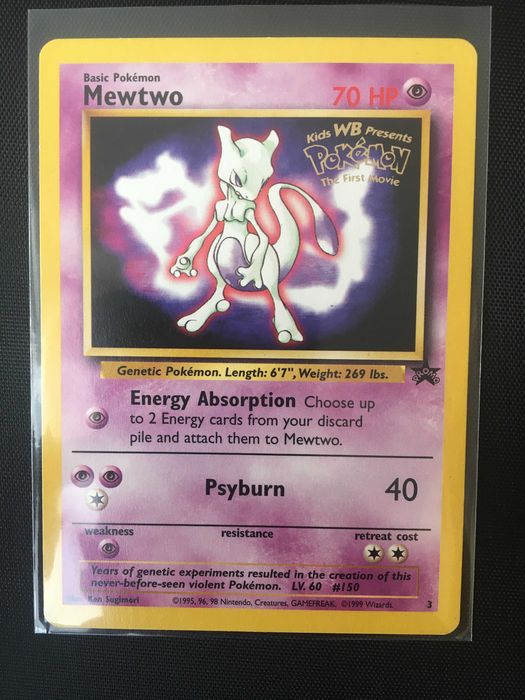 Basic Pokémon
Mewtwo 70 HP
Kids WB Presents
POKéMON
The First Movie
Genetic Pokémon. Length: 6'7", Weight: 269 lbs.
PROMO
Energy Absorption Choose up
to 2 Energy cards from your discard
pile and attach them to Mewtwo.
Psyburn 40
weakness resistance retreat cost
Years of genetic experiments resulted in the creation of this
never-before-seen violent Pokémon. LV. 60 #150
Ken Sugimori ©1995, 96, 98 Nintendo, Creatures, GAMEFREAK. ©1999 Wizards. 3